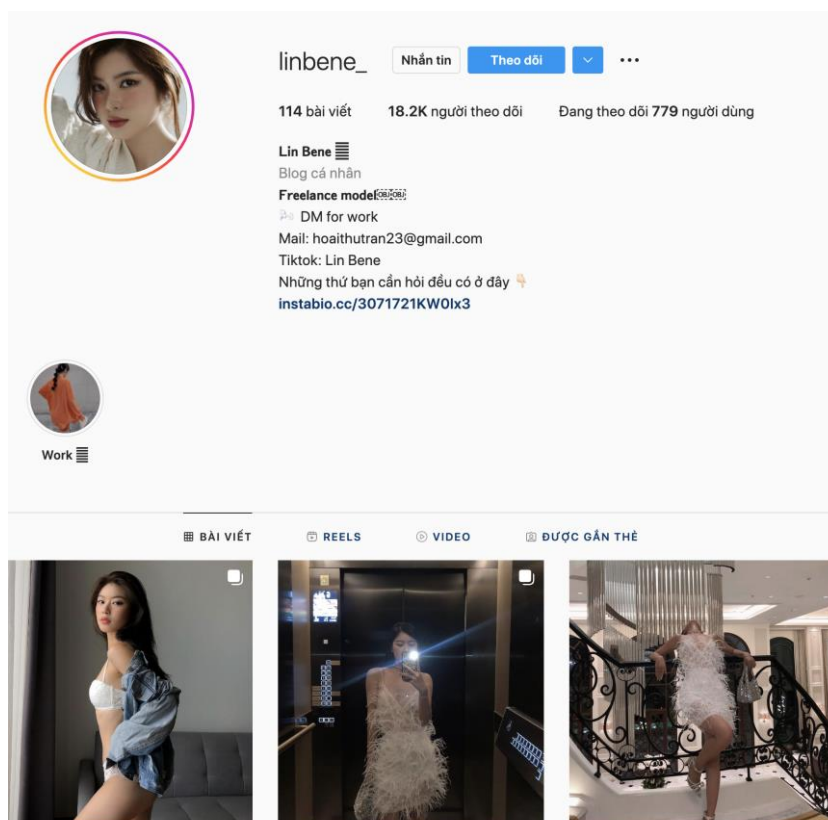 linbene_ Nhắn tin Theo dõi
114 bài viết 18.2K người theo dõi Đang theo dõi 779 người dùng
Lin Bene
Blog cá nhân
Freelance model
DM for work
Mail: hoaithutran23@gmail.com
Tiktok: Lin Bene
Những thứ bạn cần hỏi đều có ở đây 👇🏻
instabio.cc/3071721KW0lx3
Work
BÀI VIẾT REELS VIDEO ĐƯỢC GẮN THẺ